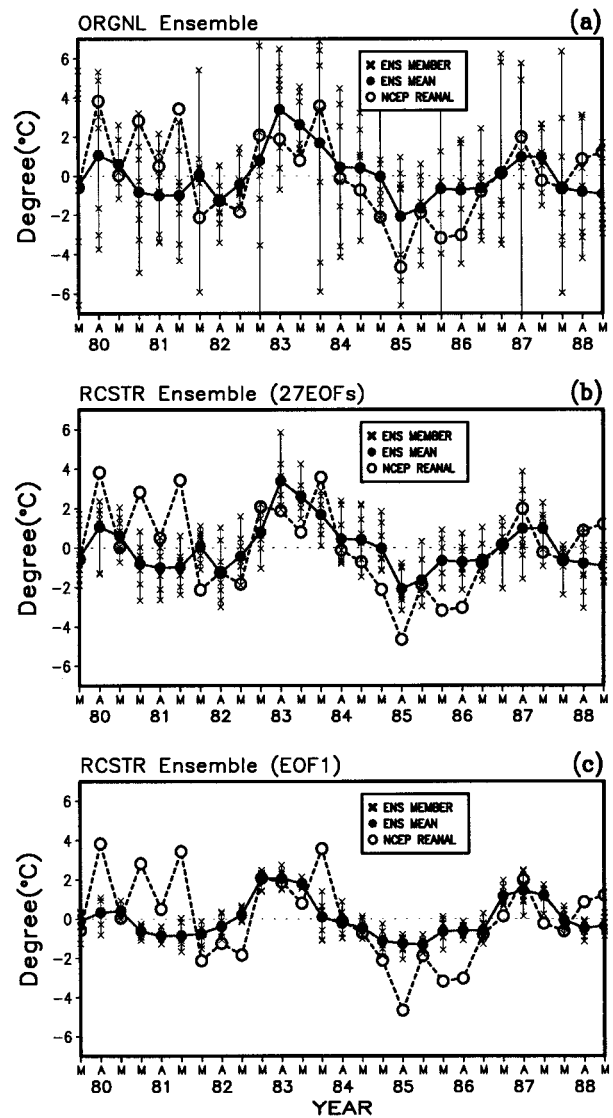 ORGNL Ensemble (a)
6
4
2
0
-2
-4
-6
Degree(°C)
× ENS MEMBER
● ENS MEAN
○ NCEP REANAL
M A M M A M M A M M A M M A M M A M M A M M A M M A M
80 81 82 83 84 85 86 87 88
RCSTR Ensemble (27EOFs) (b)
6
4
2
0
-2
-4
-6
Degree(°C)
× ENS MEMBER
● ENS MEAN
○ NCEP REANAL
M A M M A M M A M M A M M A M M A M M A M M A M M A M
80 81 82 83 84 85 86 87 88
RCSTR Ensemble (EOF1) (c)
6
4
2
0
-2
-4
-6
Degree(°C)
× ENS MEMBER
● ENS MEAN
○ NCEP REANAL
M A M M A M M A M M A M M A M M A M M A M M A M M A M
80 81 82 83 84 85 86 87 88
YEAR